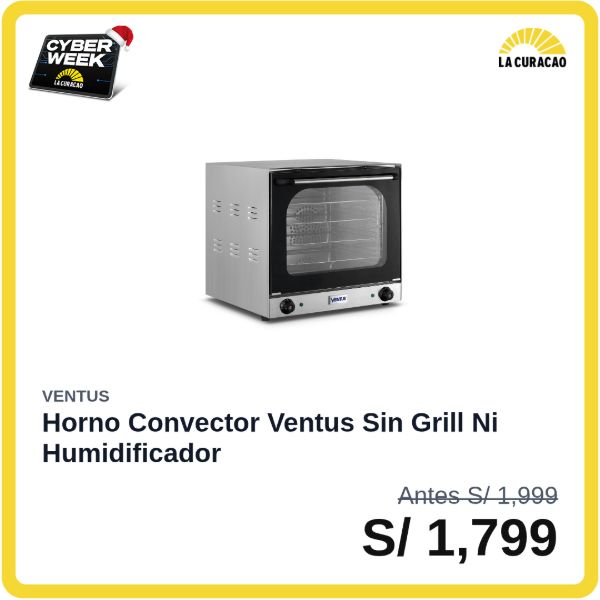 CYBER
WEEK
LA CURACAO
LA CURACAO
Ventus
VENTUS
Horno Convector Ventus Sin Grill Ni
Humidificador
Antes S/ 1,999
S/ 1,799